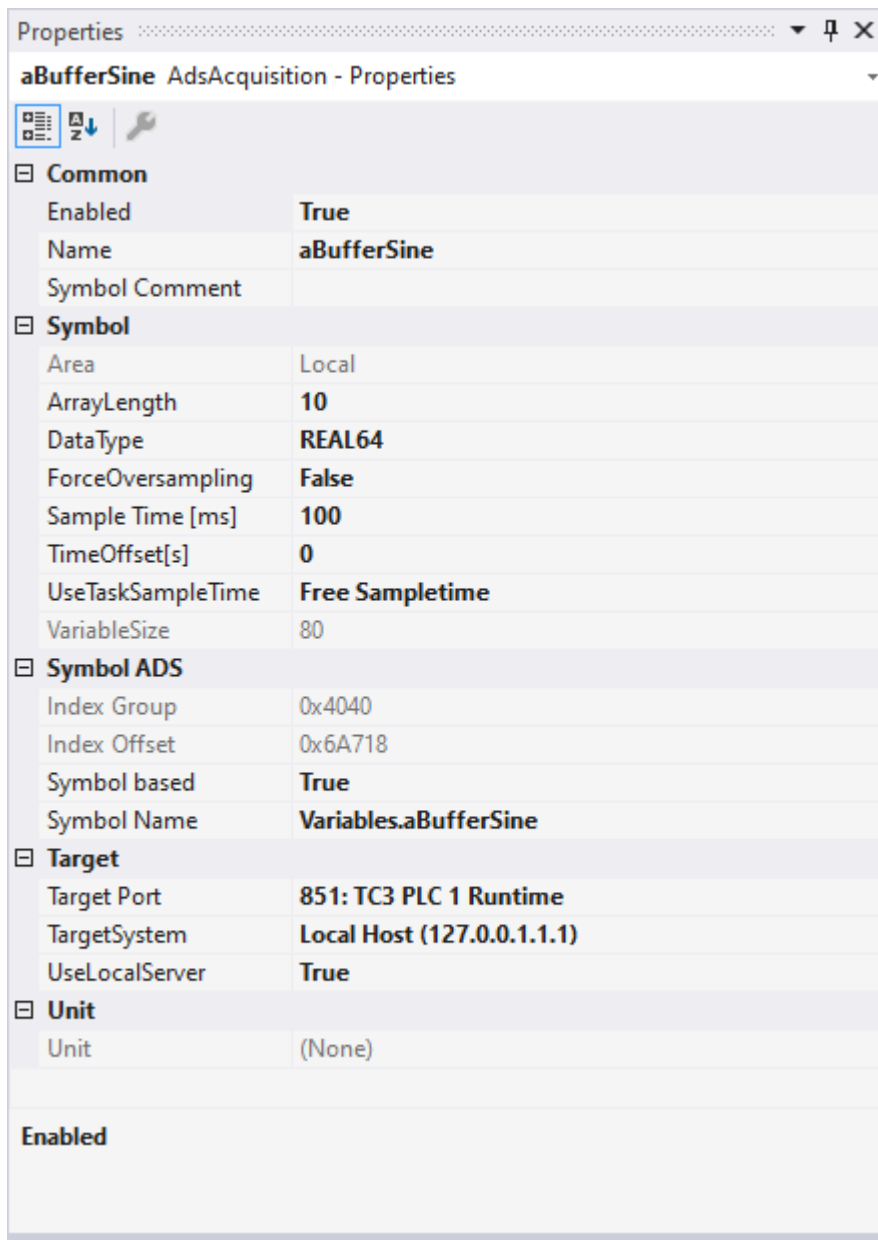 Properties
aBufferSine AdsAcquisition - Properties
Common
Enabled True
Name aBufferSine
Symbol Comment
Symbol
Area Local
ArrayLength 10
DataType REAL64
ForceOversampling False
Sample Time [ms] 100
TimeOffset[s] 0
UseTaskSampleTime Free Sampletime
VariableSize 80
Symbol ADS
Index Group 0x4040
Index Offset 0x6A718
Symbol based True
Symbol Name Variables.aBufferSine
Target
Target Port 851: TC3 PLC 1 Runtime
TargetSystem Local Host (127.0.0.1.1.1)
UseLocalServer True
Unit
Unit (None)
Enabled